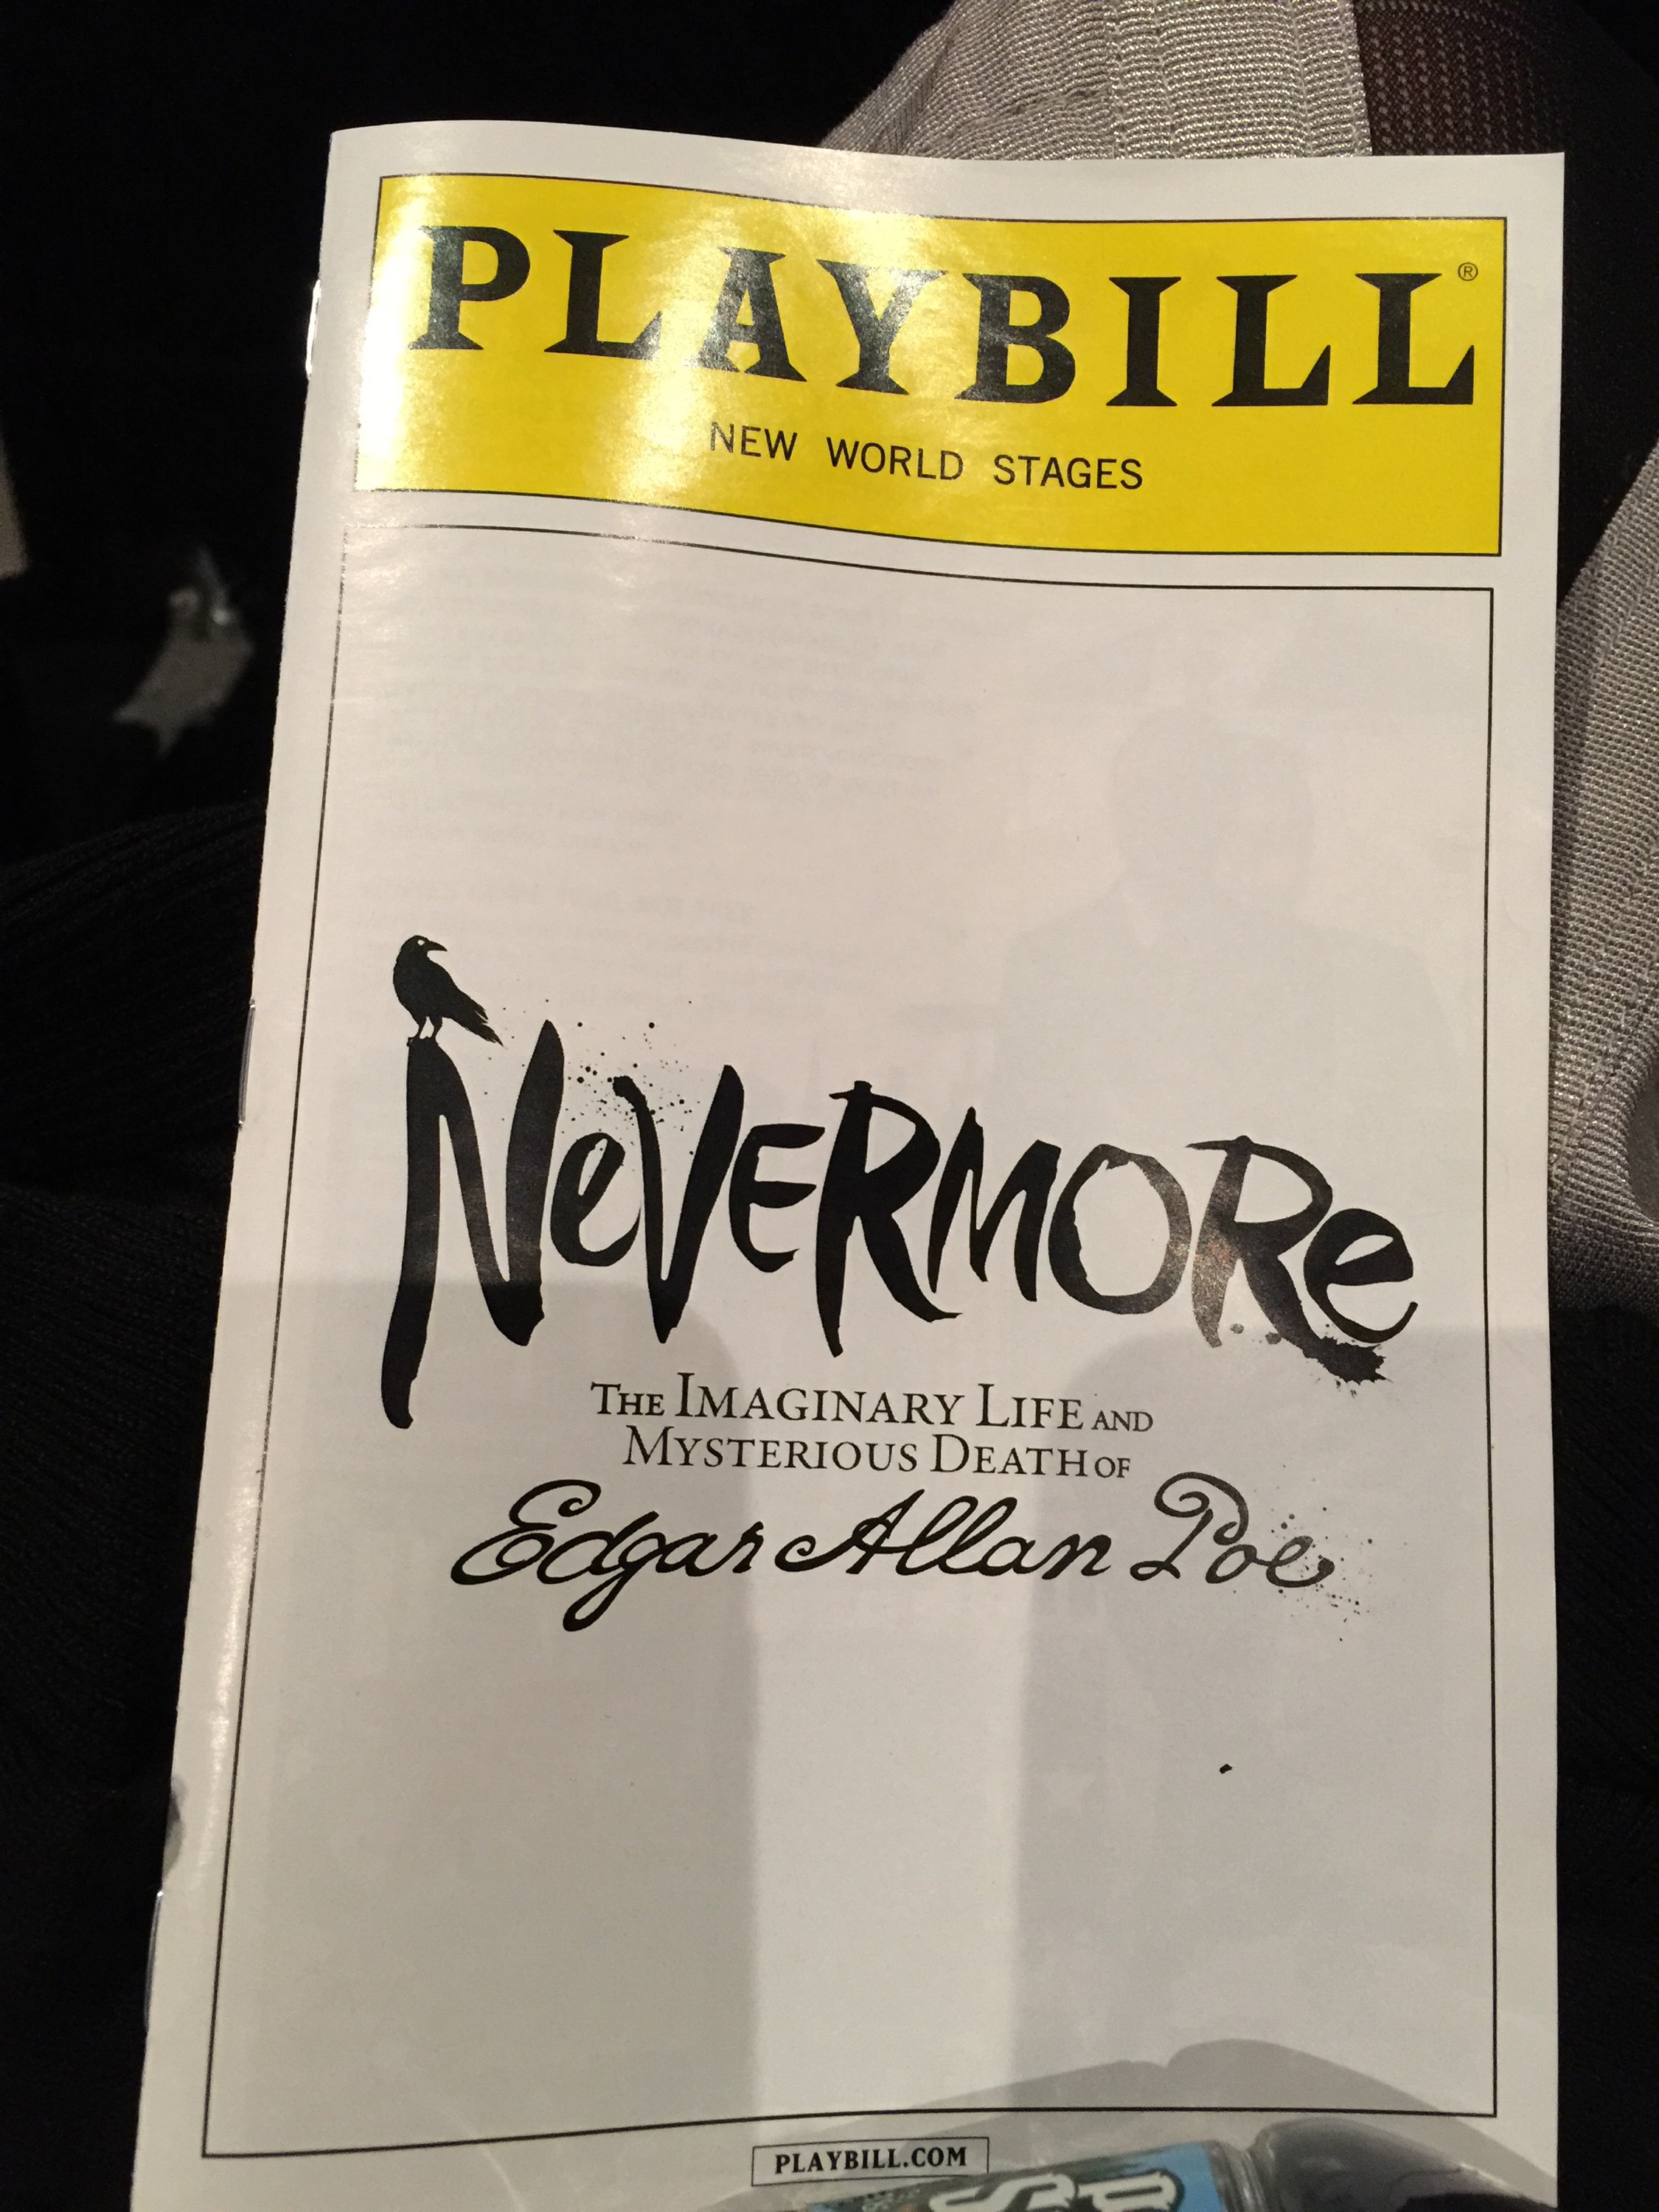 PLAYBILL®
NEW WORLD STAGES
NeVERMORe
THE IMAGINARY LIFE AND
MYSTERIOUS DEATH OF
Edgar Allan Poe
PLAYBILL.COM